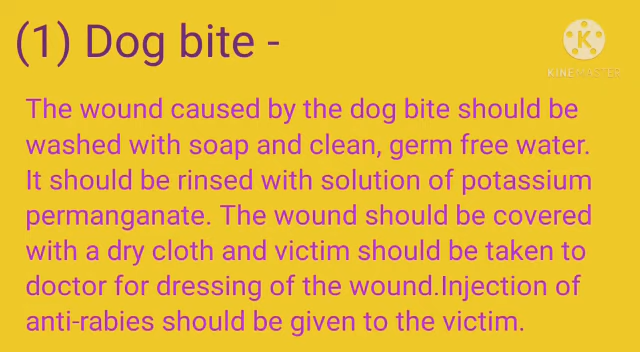 (1) Dog bite -
KINEMASTER
The wound caused by the dog bite should be
washed with soap and clean, germ free water.
It should be rinsed with solution of potassium
permanganate. The wound should be covered
with a dry cloth and victim should be taken to
doctor for dressing of the wound.Injection of
anti-rabies should be given to the victim.